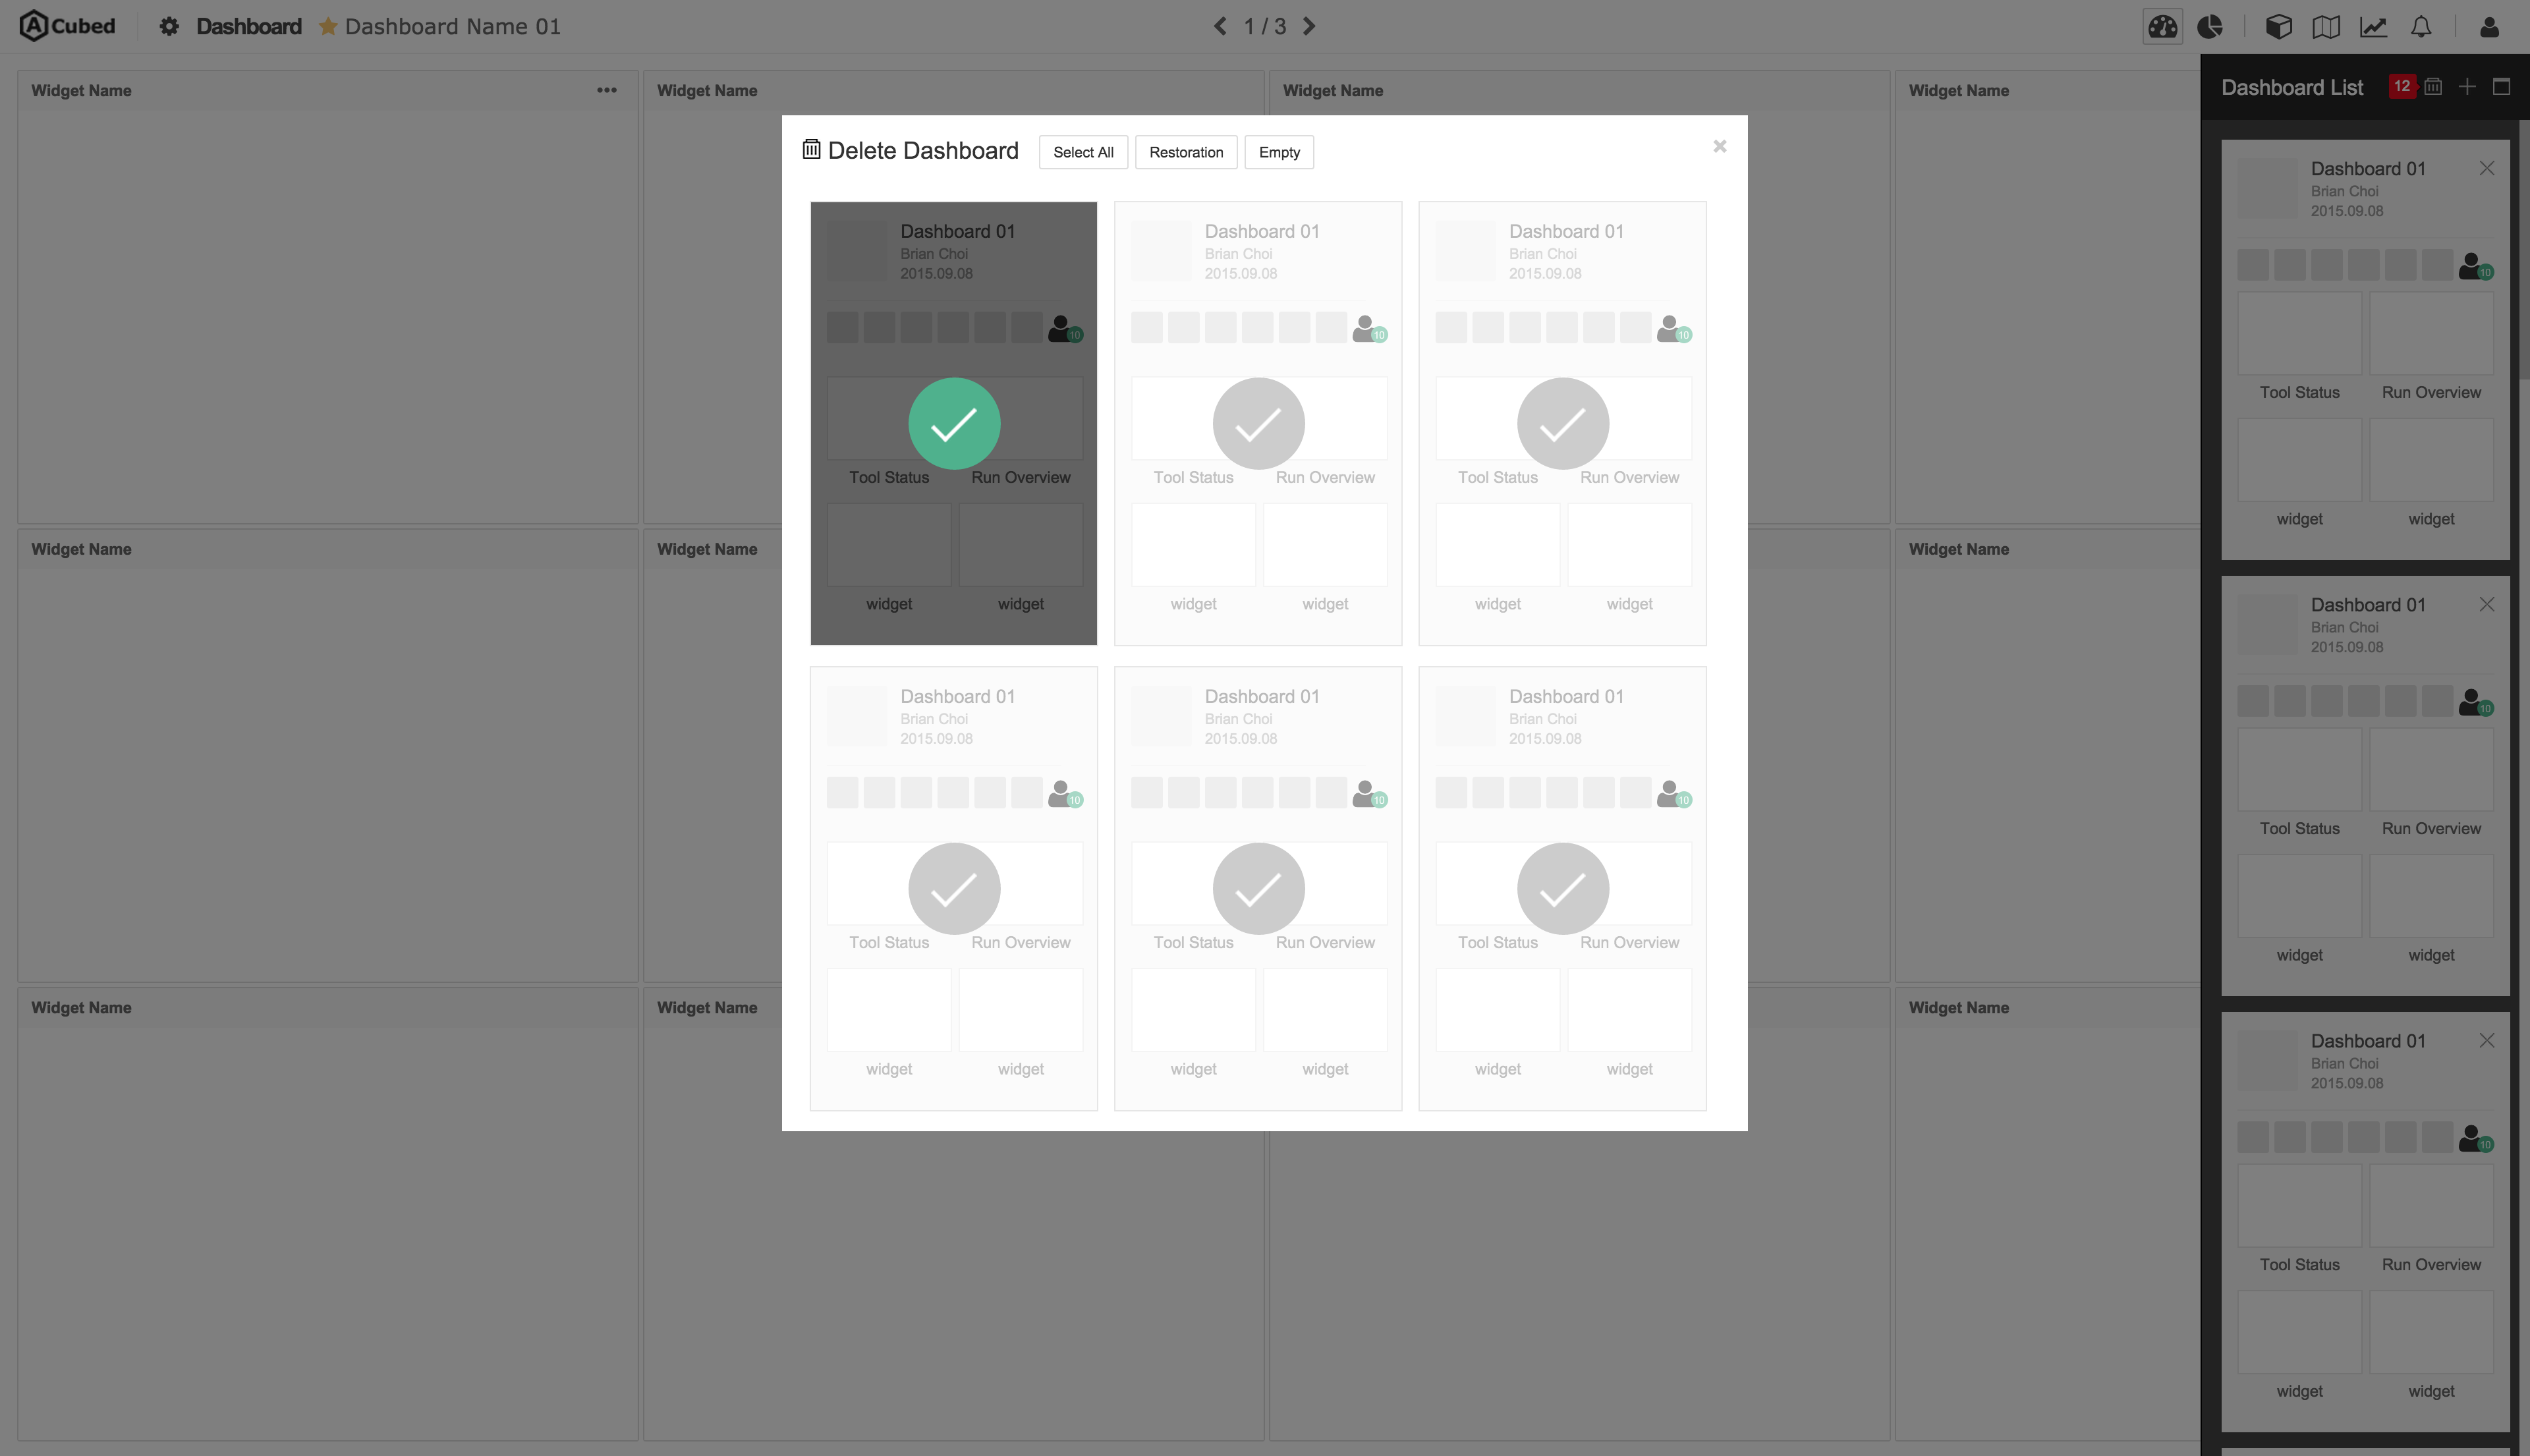 A Cubed Dashboard Dashboard Name 01 1 / 3
Widget Name ••• Widget Name Widget Name Widget Name
Dashboard List 12
Delete Dashboard Select All Restoration Empty
Dashboard 01 Dashboard 01 Dashboard 01
Brian Choi Brian Choi Brian Choi
2015.09.08 2015.09.08 2015.09.08
10 10 10
Tool Status Run Overview Tool Status Run Overview Tool Status Run Overview
widget widget widget widget widget widget
Dashboard 01 Dashboard 01 Dashboard 01
Brian Choi Brian Choi Brian Choi
2015.09.08 2015.09.08 2015.09.08
10 10 10
Tool Status Run Overview Tool Status Run Overview Tool Status Run Overview
widget widget widget widget widget widget
Widget Name Widget Name Widget Name
Widget Name Widget Name Widget Name
Dashboard 01
Brian Choi
2015.09.08
10
Tool Status Run Overview
widget widget
Dashboard 01
Brian Choi
2015.09.08
10
Tool Status Run Overview
widget widget
Dashboard 01
Brian Choi
2015.09.08
10
Tool Status Run Overview
widget widget